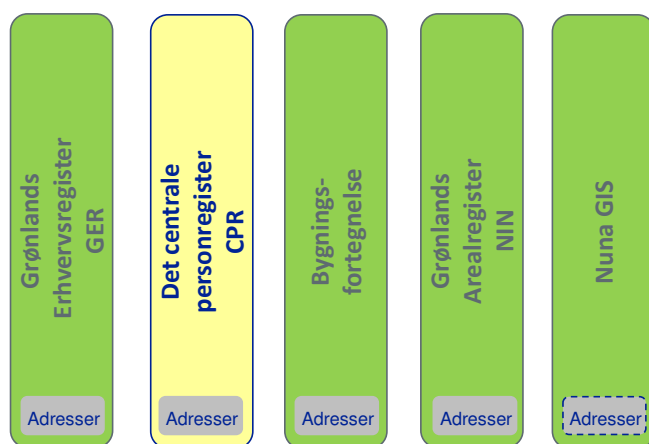 Grønlands
Erhvervsregister
GER
Adresser
Det centrale
personregister
CPR
Adresser
Bygnings-
fortegnelse
Adresser
Grønlands
Arealregister
NIN
Adresser
Nuna GIS
Adresser